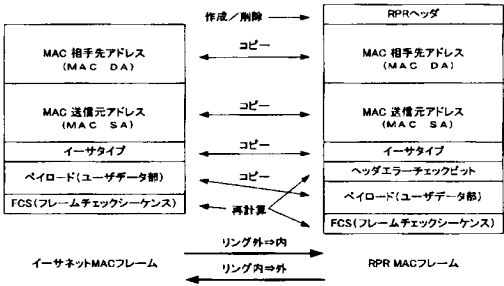 作成／削除
RPRヘッダ
MAC 相手先アドレス
(MAC DA)
コピー
MAC 相手先アドレス
(MAC DA)
MAC 送信元アドレス
(MAC SA)
コピー
MAC 送信元アドレス
(MAC SA)
イーサタイプ
コピー
イーサタイプ
ペイロード(ユーザデータ部)
コピー
ヘッダエラーチェックビット
FCS(フレームチェックシーケンス)
再計算
ペイロード(ユーザデータ部)
FCS(フレームチェックシーケンス)
リング外⇒内
イーサネットMACフレーム
リング内⇒外
RPR MACフレーム